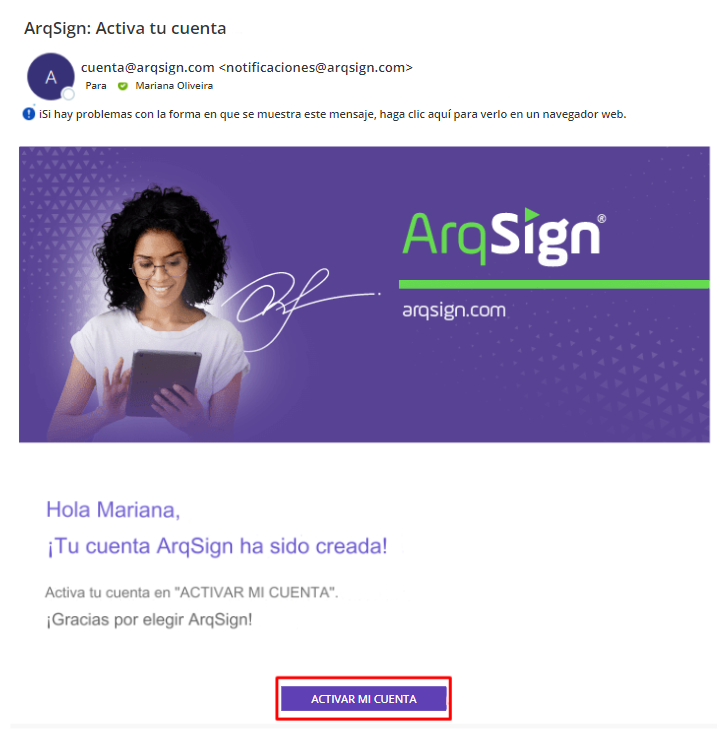 ArqSign: Activa tu cuenta
A
cuenta@arqsign.com <notificaciones@arqsign.com>
Para Mariana Oliveira
¡Si hay problemas con la forma en que se muestra este mensaje, haga clic aquí para verlo en un navegador web.
ArqSign®
arqsign.com
Hola Mariana,
¡Tu cuenta ArqSign ha sido creada!
Activa tu cuenta en "ACTIVAR MI CUENTA".
¡Gracias por elegir ArqSign!
ACTIVAR MI CUENTA